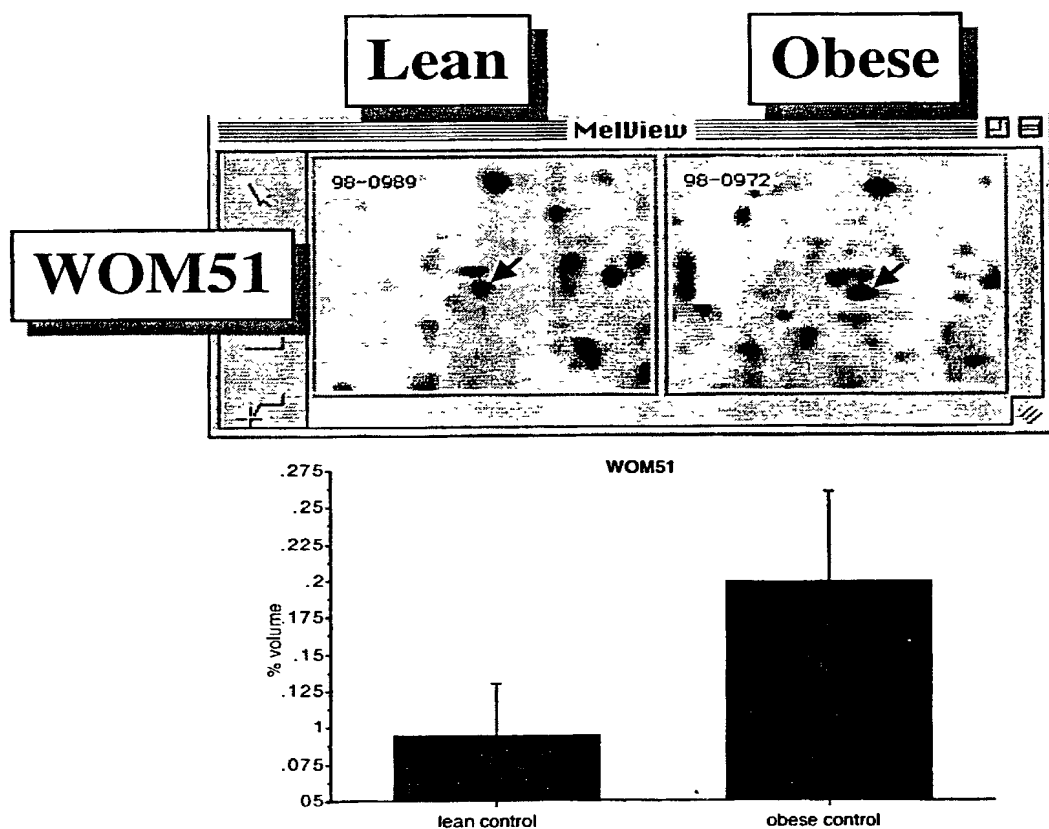 Lean
Obese
MelView
98-0989
98-0972
WOM51
WOM51
.275
.25
.225
.2
.175
.15
.125
.1
.075
05
% volume
lean control
obese control